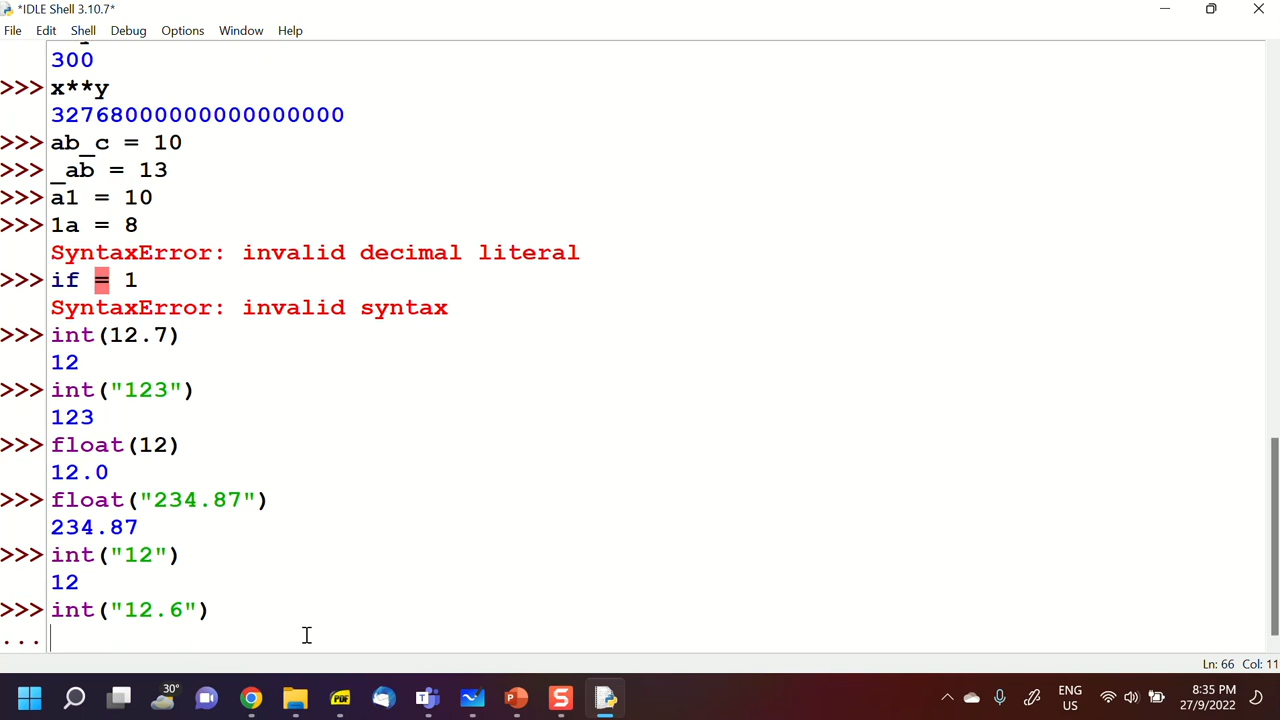 *IDLE Shell 3.10.7*
File Edit Shell Debug Options Window Help
300
>>> x**y
32768000000000000000
>>> ab_c = 10
>>> _ab = 13
>>> a1 = 10
>>> 1a = 8
SyntaxError: invalid decimal literal
>>> if = 1
SyntaxError: invalid syntax
>>> int(12.7)
12
>>> int("123")
123
>>> float(12)
12.0
>>> float("234.87")
234.87
>>> int("12")
12
>>> int("12.6")
...
Ln: 66 Col: 11
30°
PDF
ENG
US
8:35 PM
27/9/2022